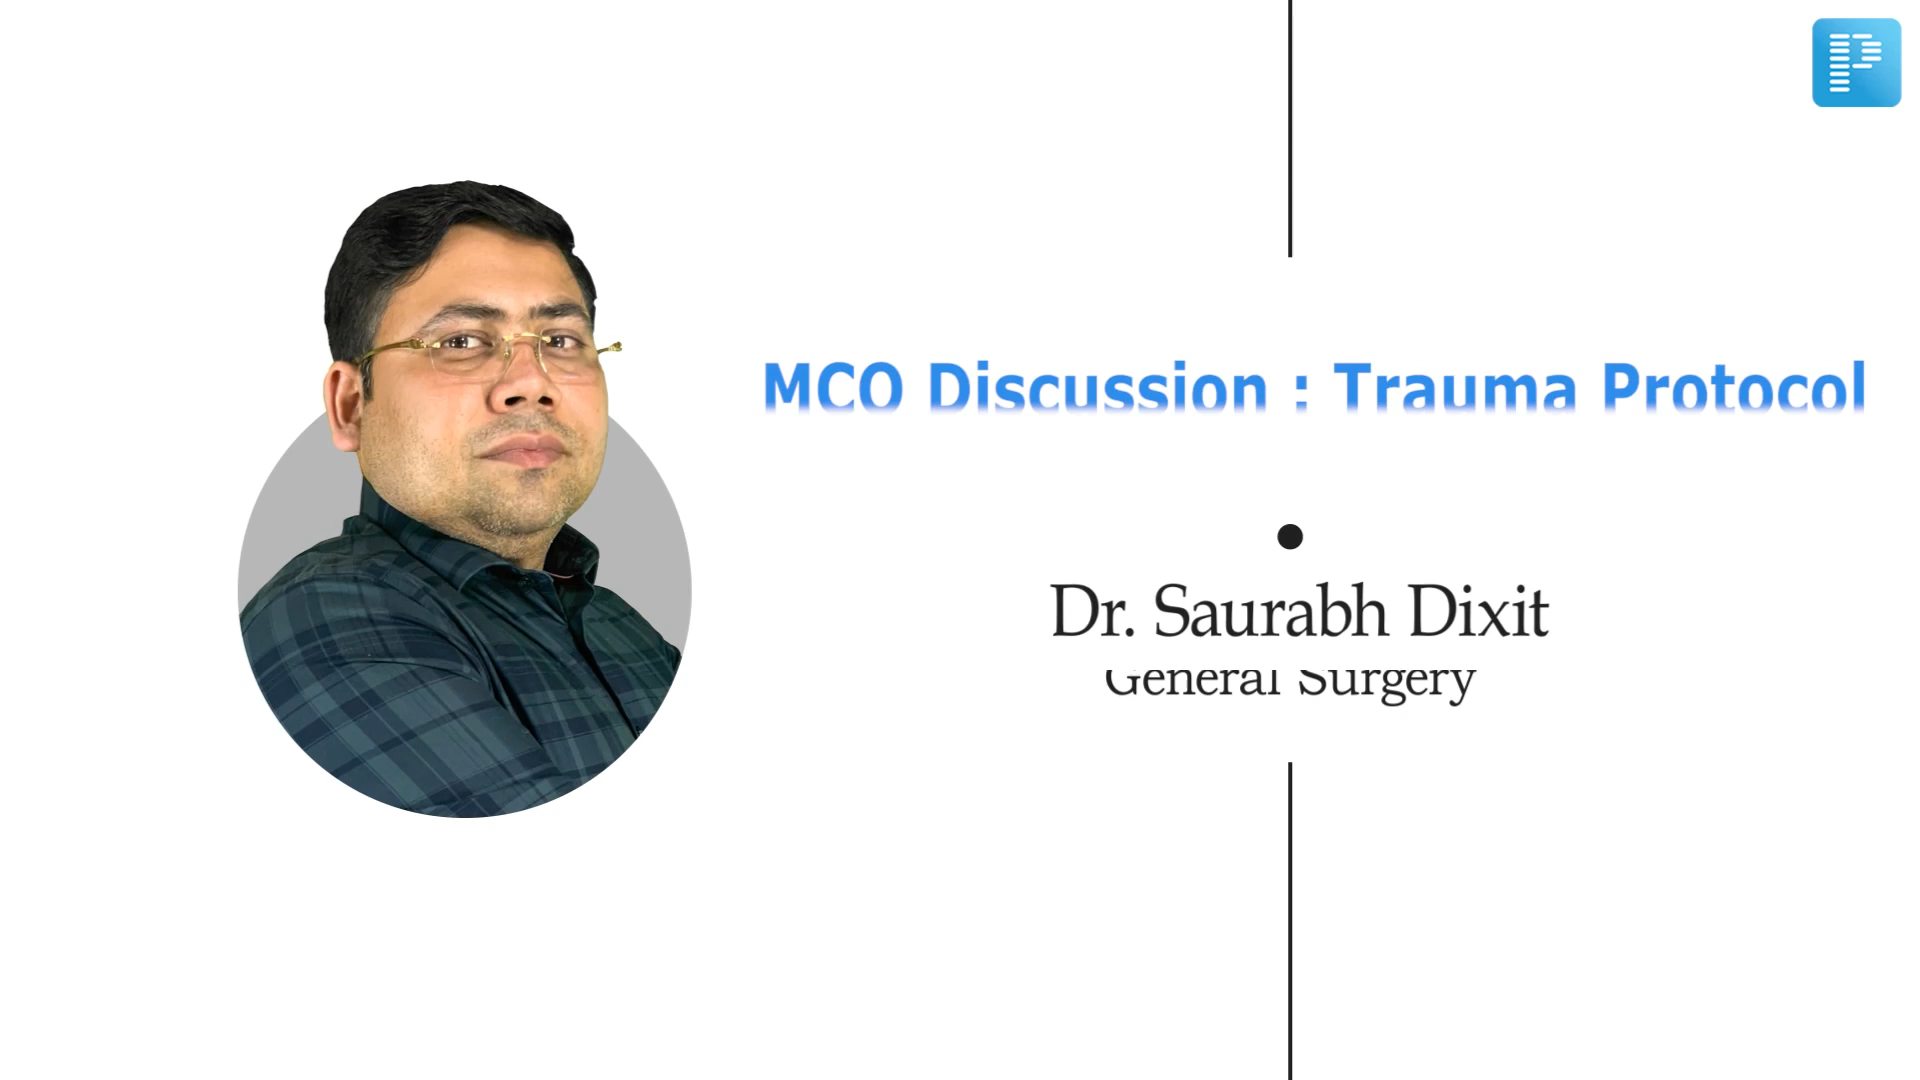 MCQ Discussion : Trauma Protocol
Dr. Saurabh Dixit
General Surgery